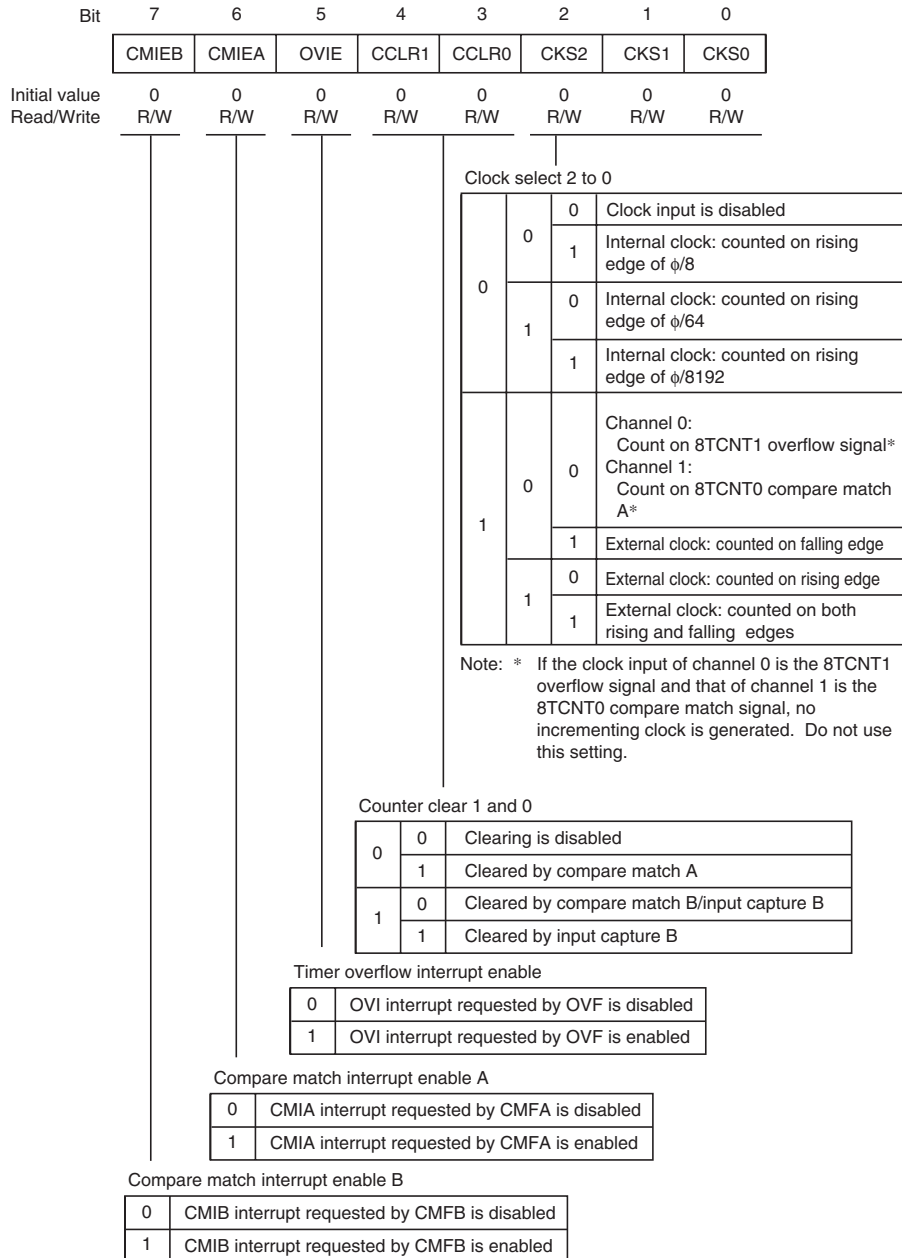 Bit 7 6 5 4 3 2 1 0
CMIEB CMIEA OVIE CCLR1 CCLR0 CKS2 CKS1 CKS0
Initial value 0 0 0 0 0 0 0 0
Read/Write R/W R/W R/W R/W R/W R/W R/W R/W
Clock select 2 to 0
0 0 0 Clock input is disabled
1 Internal clock: counted on rising
edge of ϕ/8
1 0 Internal clock: counted on rising
edge of ϕ/64
1 Internal clock: counted on rising
edge of ϕ/8192
1 0 0 Channel 0:
Count on 8TCNT1 overflow signal*
Channel 1:
Count on 8TCNT0 compare match
A*
1 External clock: counted on falling edge
1 0 External clock: counted on rising edge
1 External clock: counted on both
rising and falling edges
Note: * If the clock input of channel 0 is the 8TCNT1
overflow signal and that of channel 1 is the
8TCNT0 compare match signal, no
incrementing clock is generated. Do not use
this setting.
Counter clear 1 and 0
0 0 Clearing is disabled
1 Cleared by compare match A
1 0 Cleared by compare match B/input capture B
1 Cleared by input capture B
Timer overflow interrupt enable
0 OVI interrupt requested by OVF is disabled
1 OVI interrupt requested by OVF is enabled
Compare match interrupt enable A
0 CMIA interrupt requested by CMFA is disabled
1 CMIA interrupt requested by CMFA is enabled
Compare match interrupt enable B
0 CMIB interrupt requested by CMFB is disabled
1 CMIB interrupt requested by CMFB is enabled